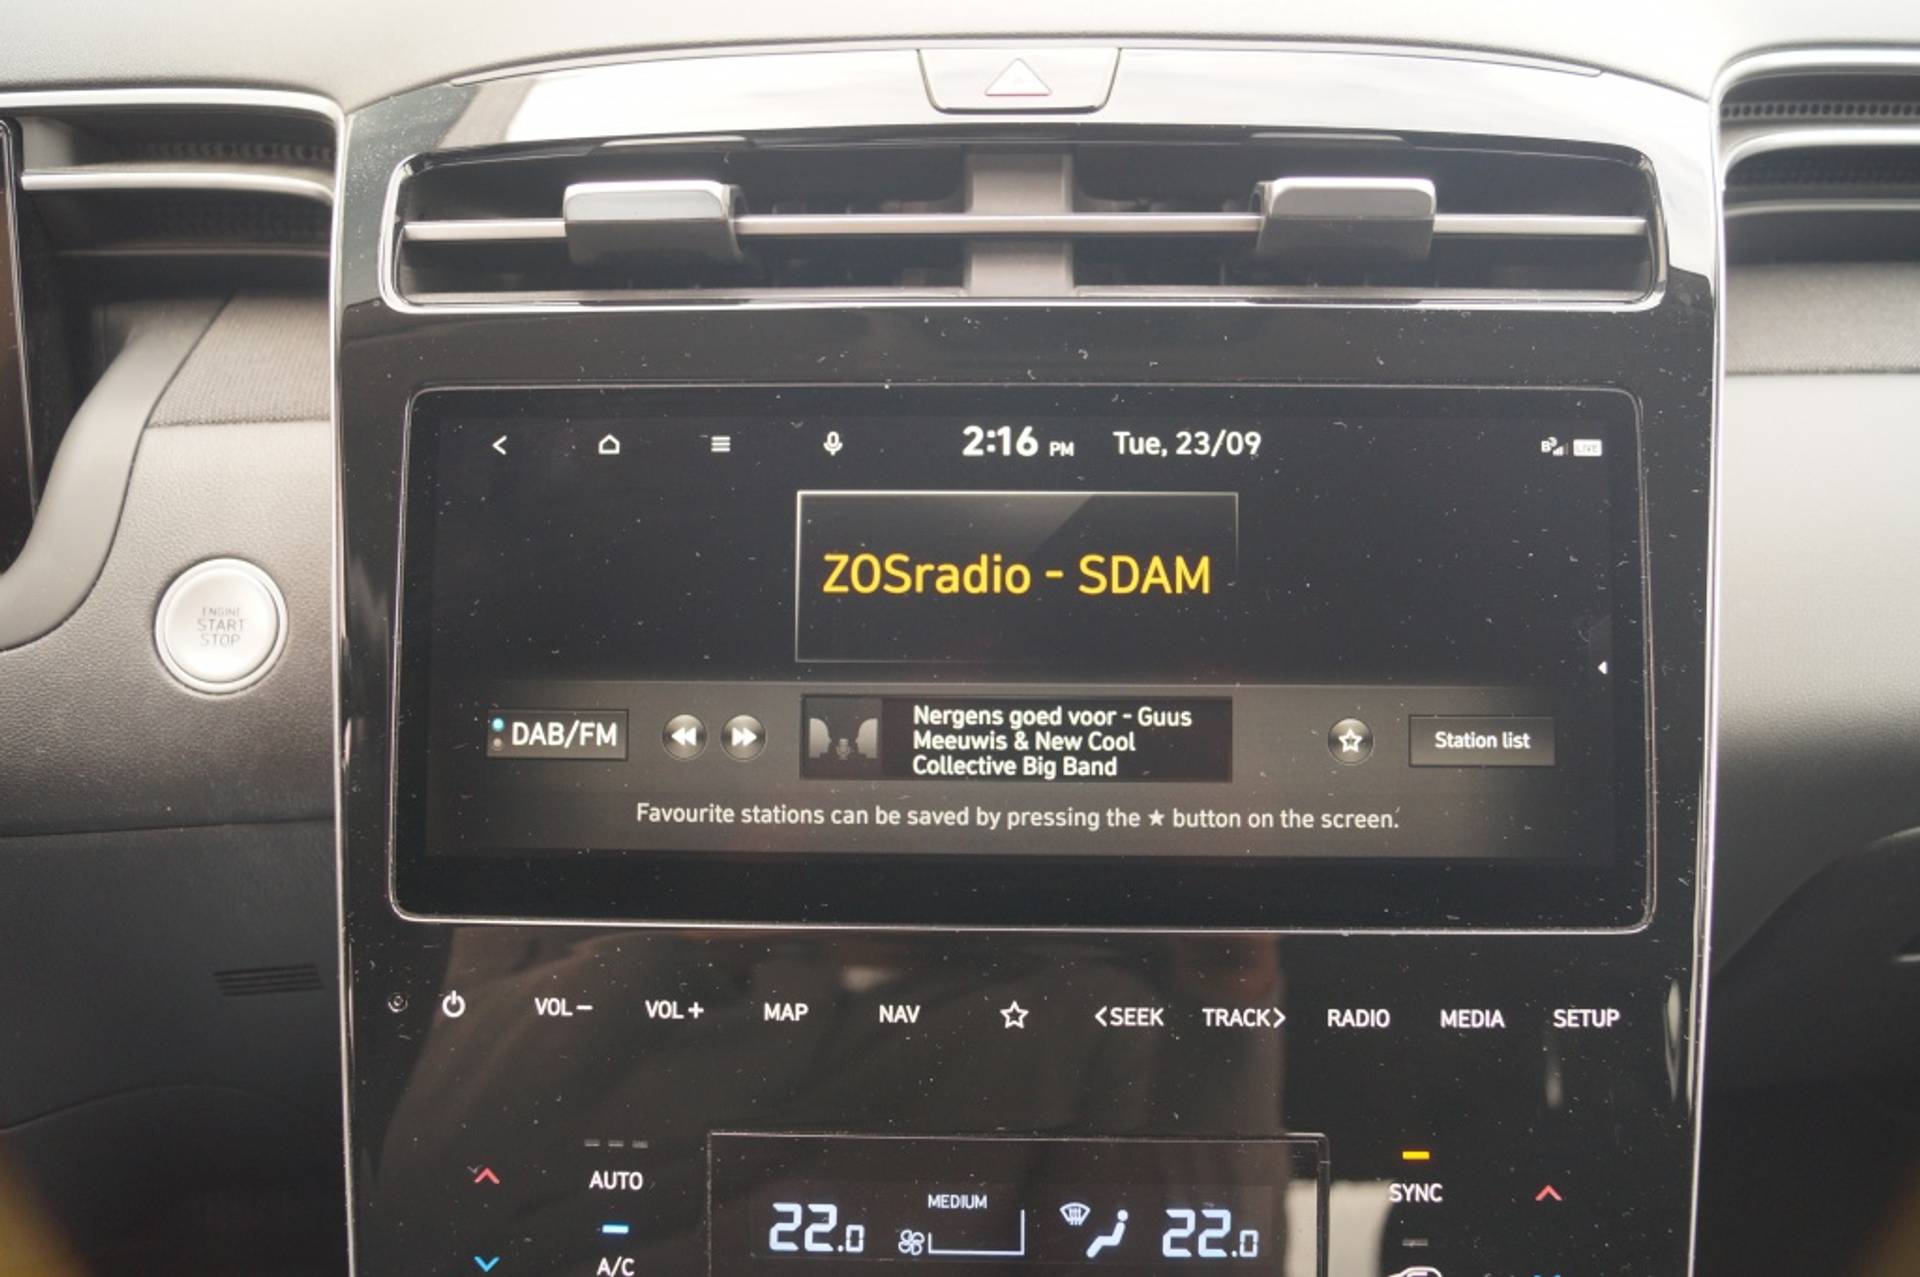 2:16 PM Tue, 23/09
LIVE
ZOSradio - SDAM
ENGINE
START
STOP
DAB/FM
Nergens goed voor - Guus
Meeuwis & New Cool
Collective Big Band
Station list
Favourite stations can be saved by pressing the ★ button on the screen.
VOL− VOL+ MAP NAV <SEEK TRACK> RADIO MEDIA SETUP
AUTO
SYNC
MEDIUM
22.0 22.0
A/C